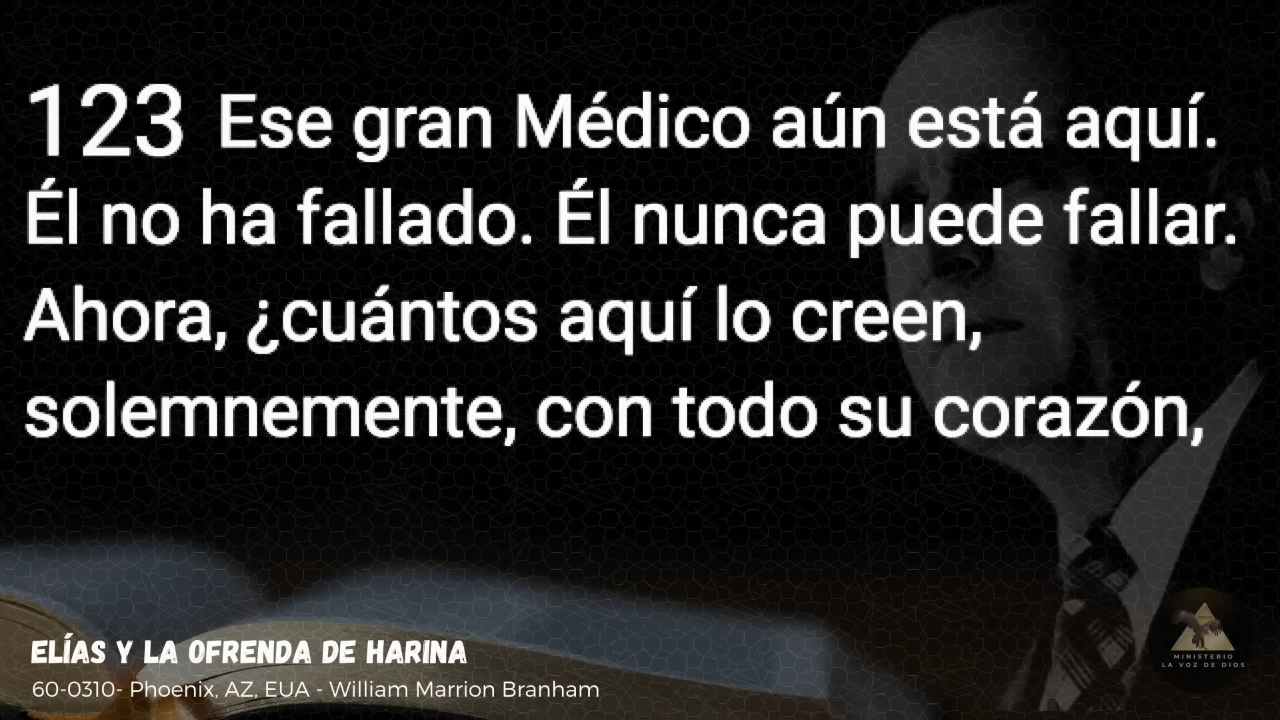 123 Ese gran Médico aún está aquí.
Él no ha fallado. Él nunca puede fallar.
Ahora, ¿cuántos aquí lo creen,
solemnemente, con todo su corazón,
ELÍAS Y LA OFRENDA DE HARINA
60-0310- Phoenix, AZ, EUA - William Marrion Branham
MINISTERIO
LA VOZ DE DIOS